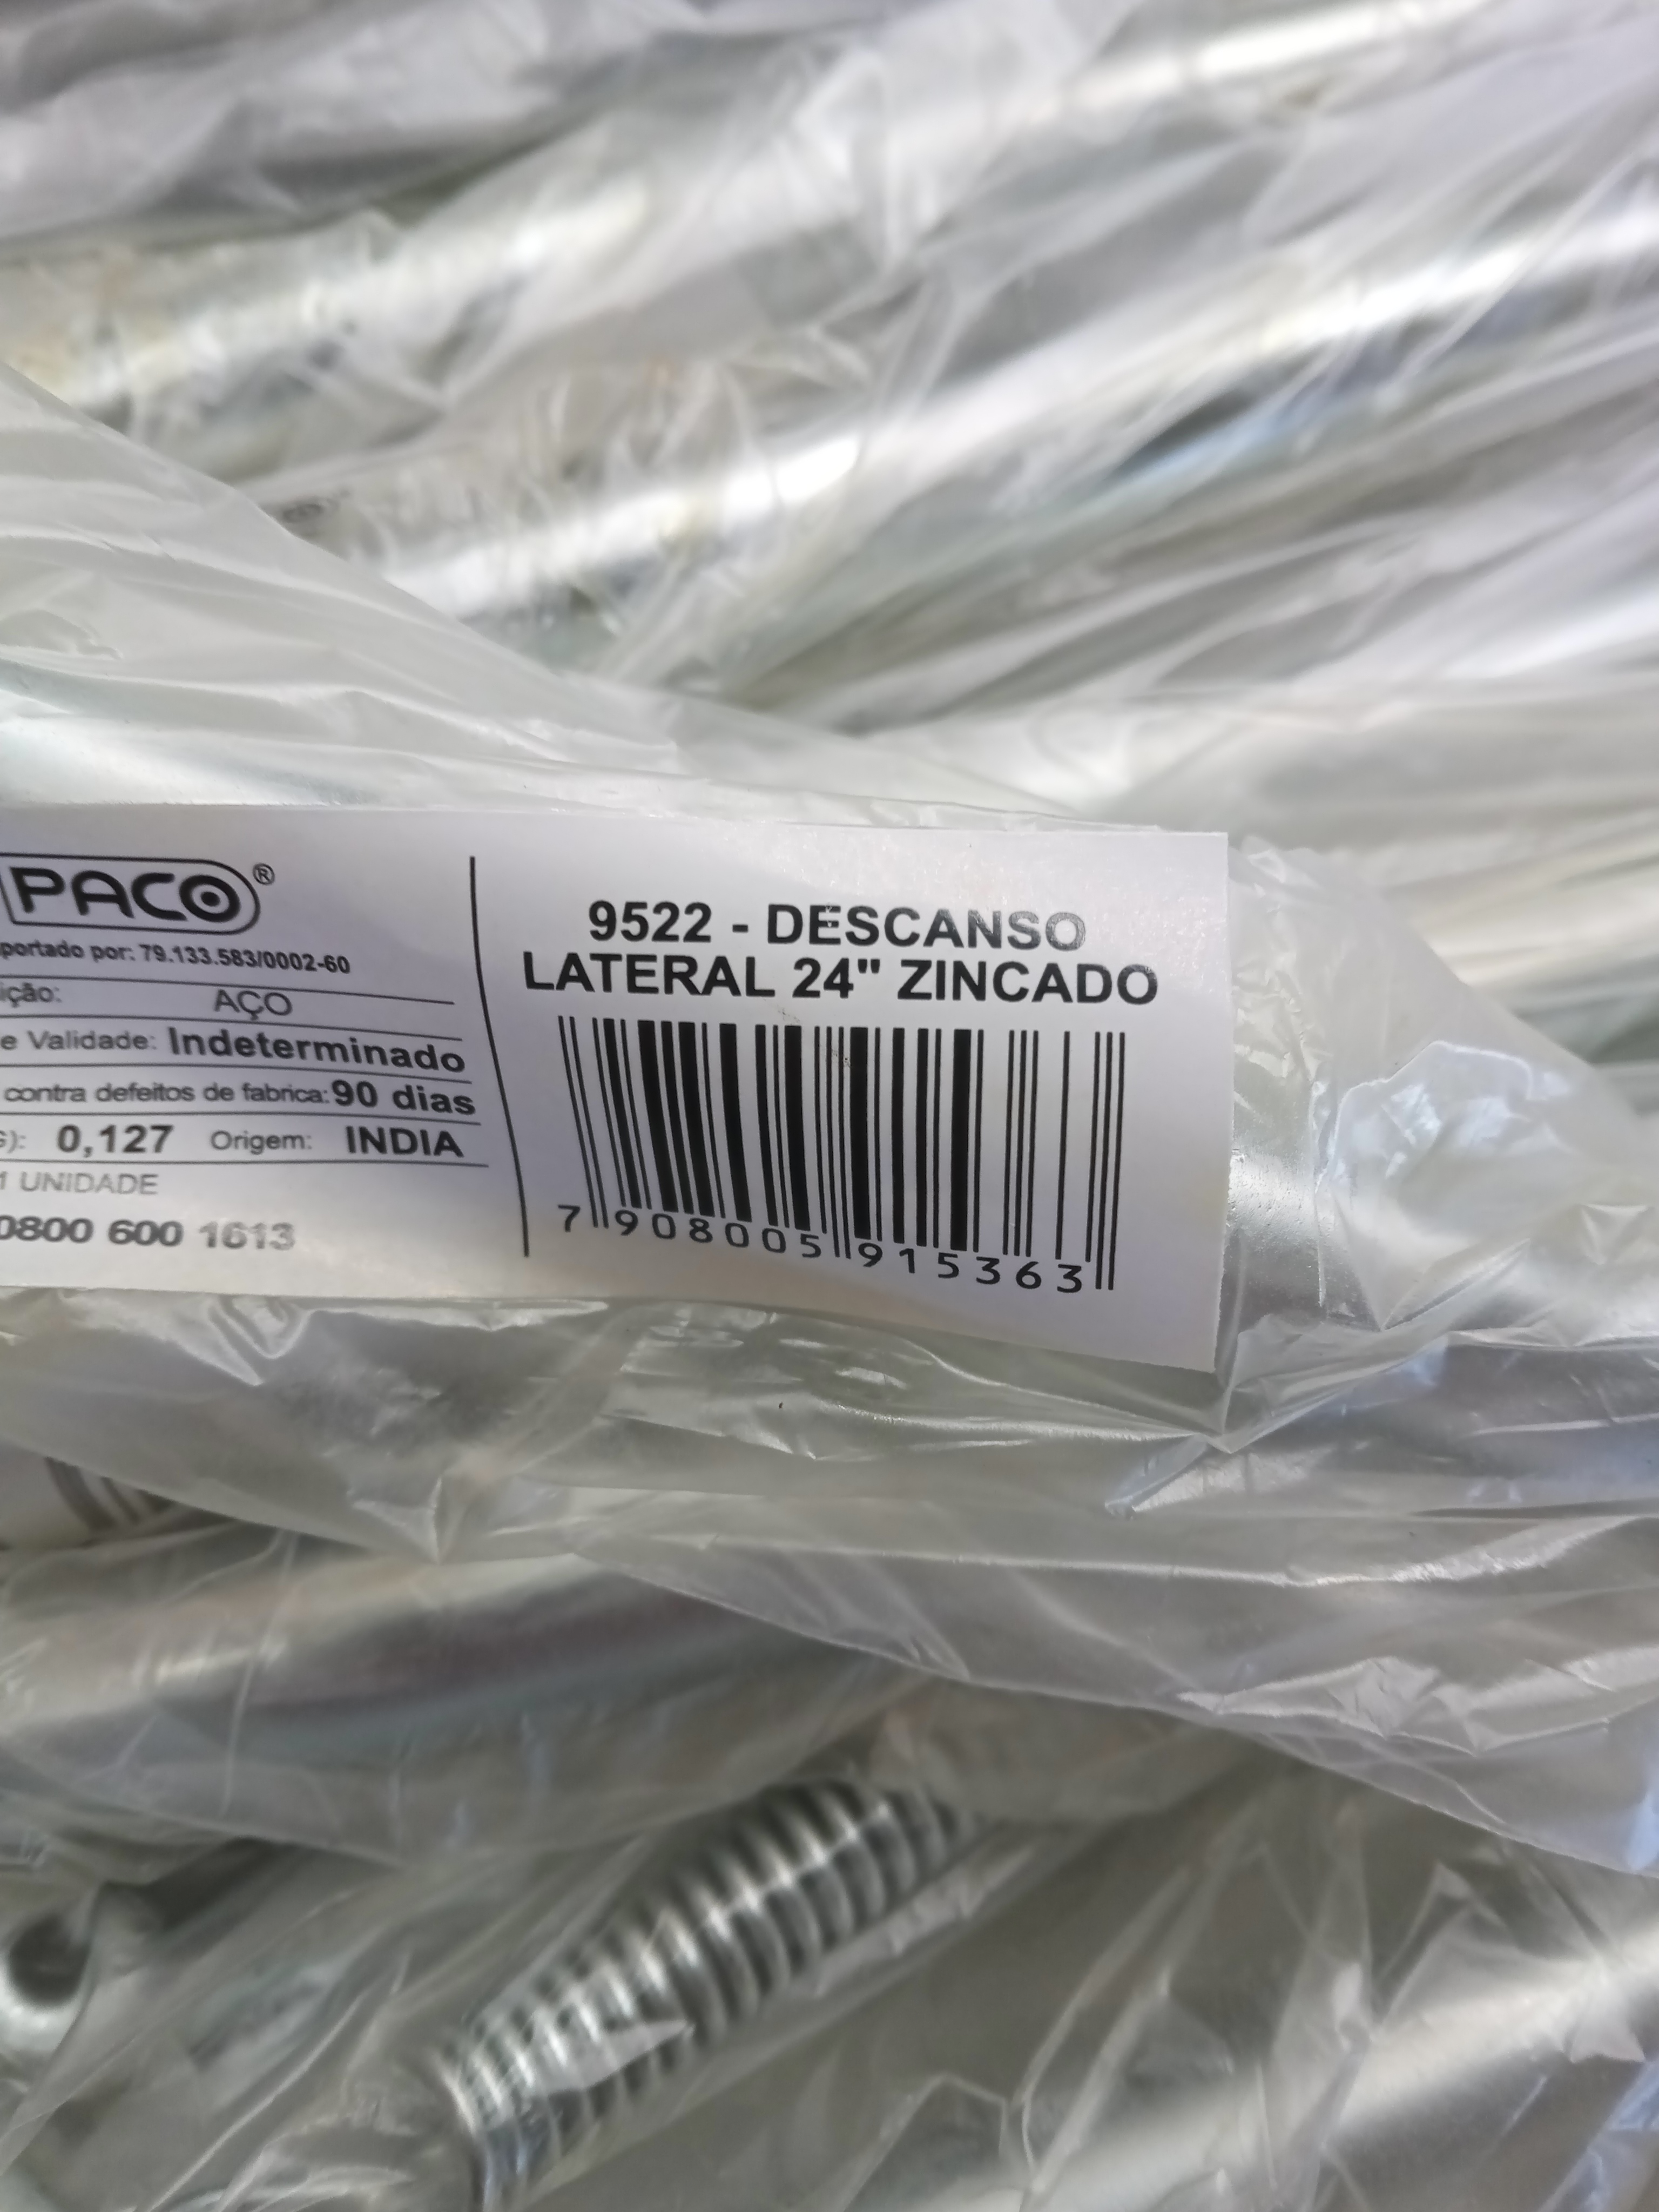 PACO®
portado por: 79.133.583/0002-60
ição: AÇO
e Validade: Indeterminado
contra defeitos de fabrica: 90 dias
): 0,127 Origem: INDIA
1 UNIDADE
0800 600 1613
9522 - DESCANSO
LATERAL 24" ZINCADO
7 908005 915363